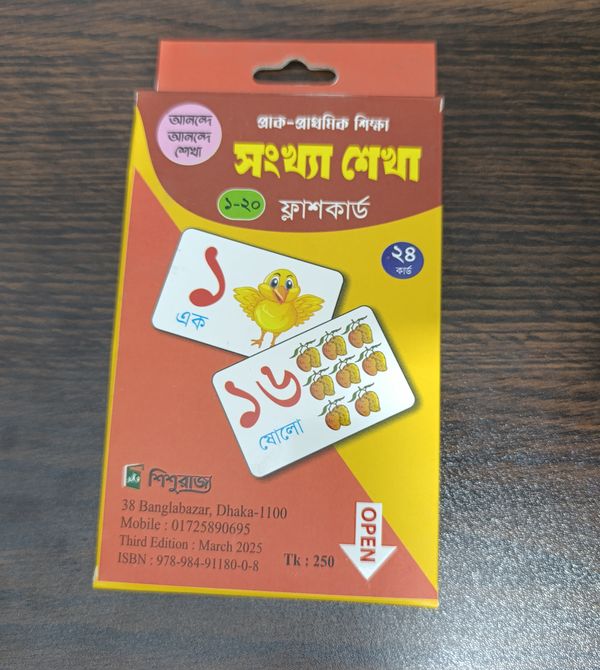 আনন্দে
আনন্দে
শেখা
প্রাক-প্রাথমিক শিক্ষা
সংখ্যা শেখা
১-২০
ফ্লাশকার্ড
২৪
কার্ড
১
এক
১৬
ষোলো
শিশুরাজ্য
38 Banglabazar, Dhaka-1100
Mobile : 01725890695
Third Edition : March 2025
ISBN : 978-984-91180-0-8
Tk : 250
OPEN